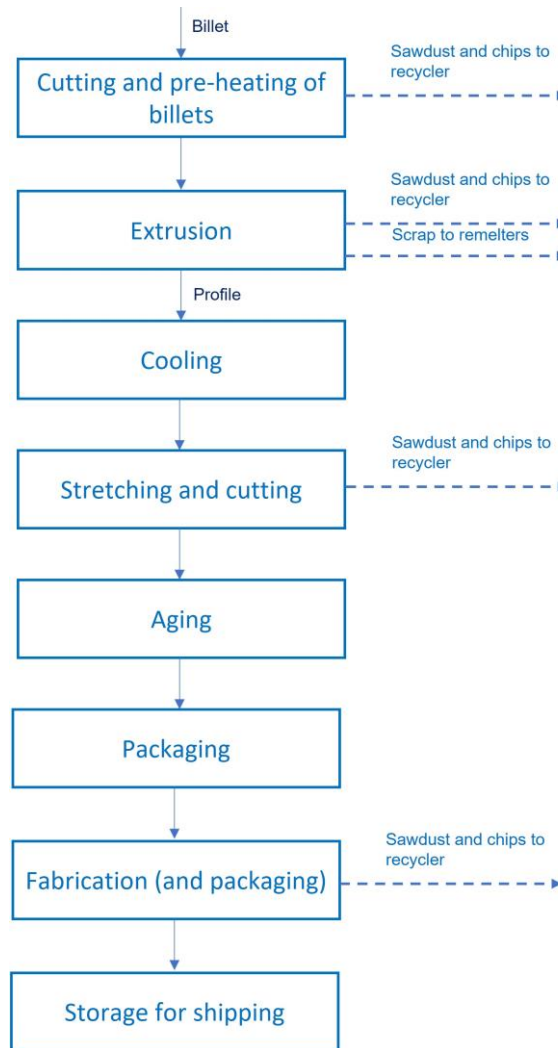 Billet
Sawdust and chips to
recycler
Cutting and pre-heating of
billets
Sawdust and chips to
recycler
Scrap to remelters
Extrusion
Profile
Cooling
Sawdust and chips to
recycler
Stretching and cutting
Aging
Packaging
Sawdust and chips to
recycler
Fabrication (and packaging)
Storage for shipping